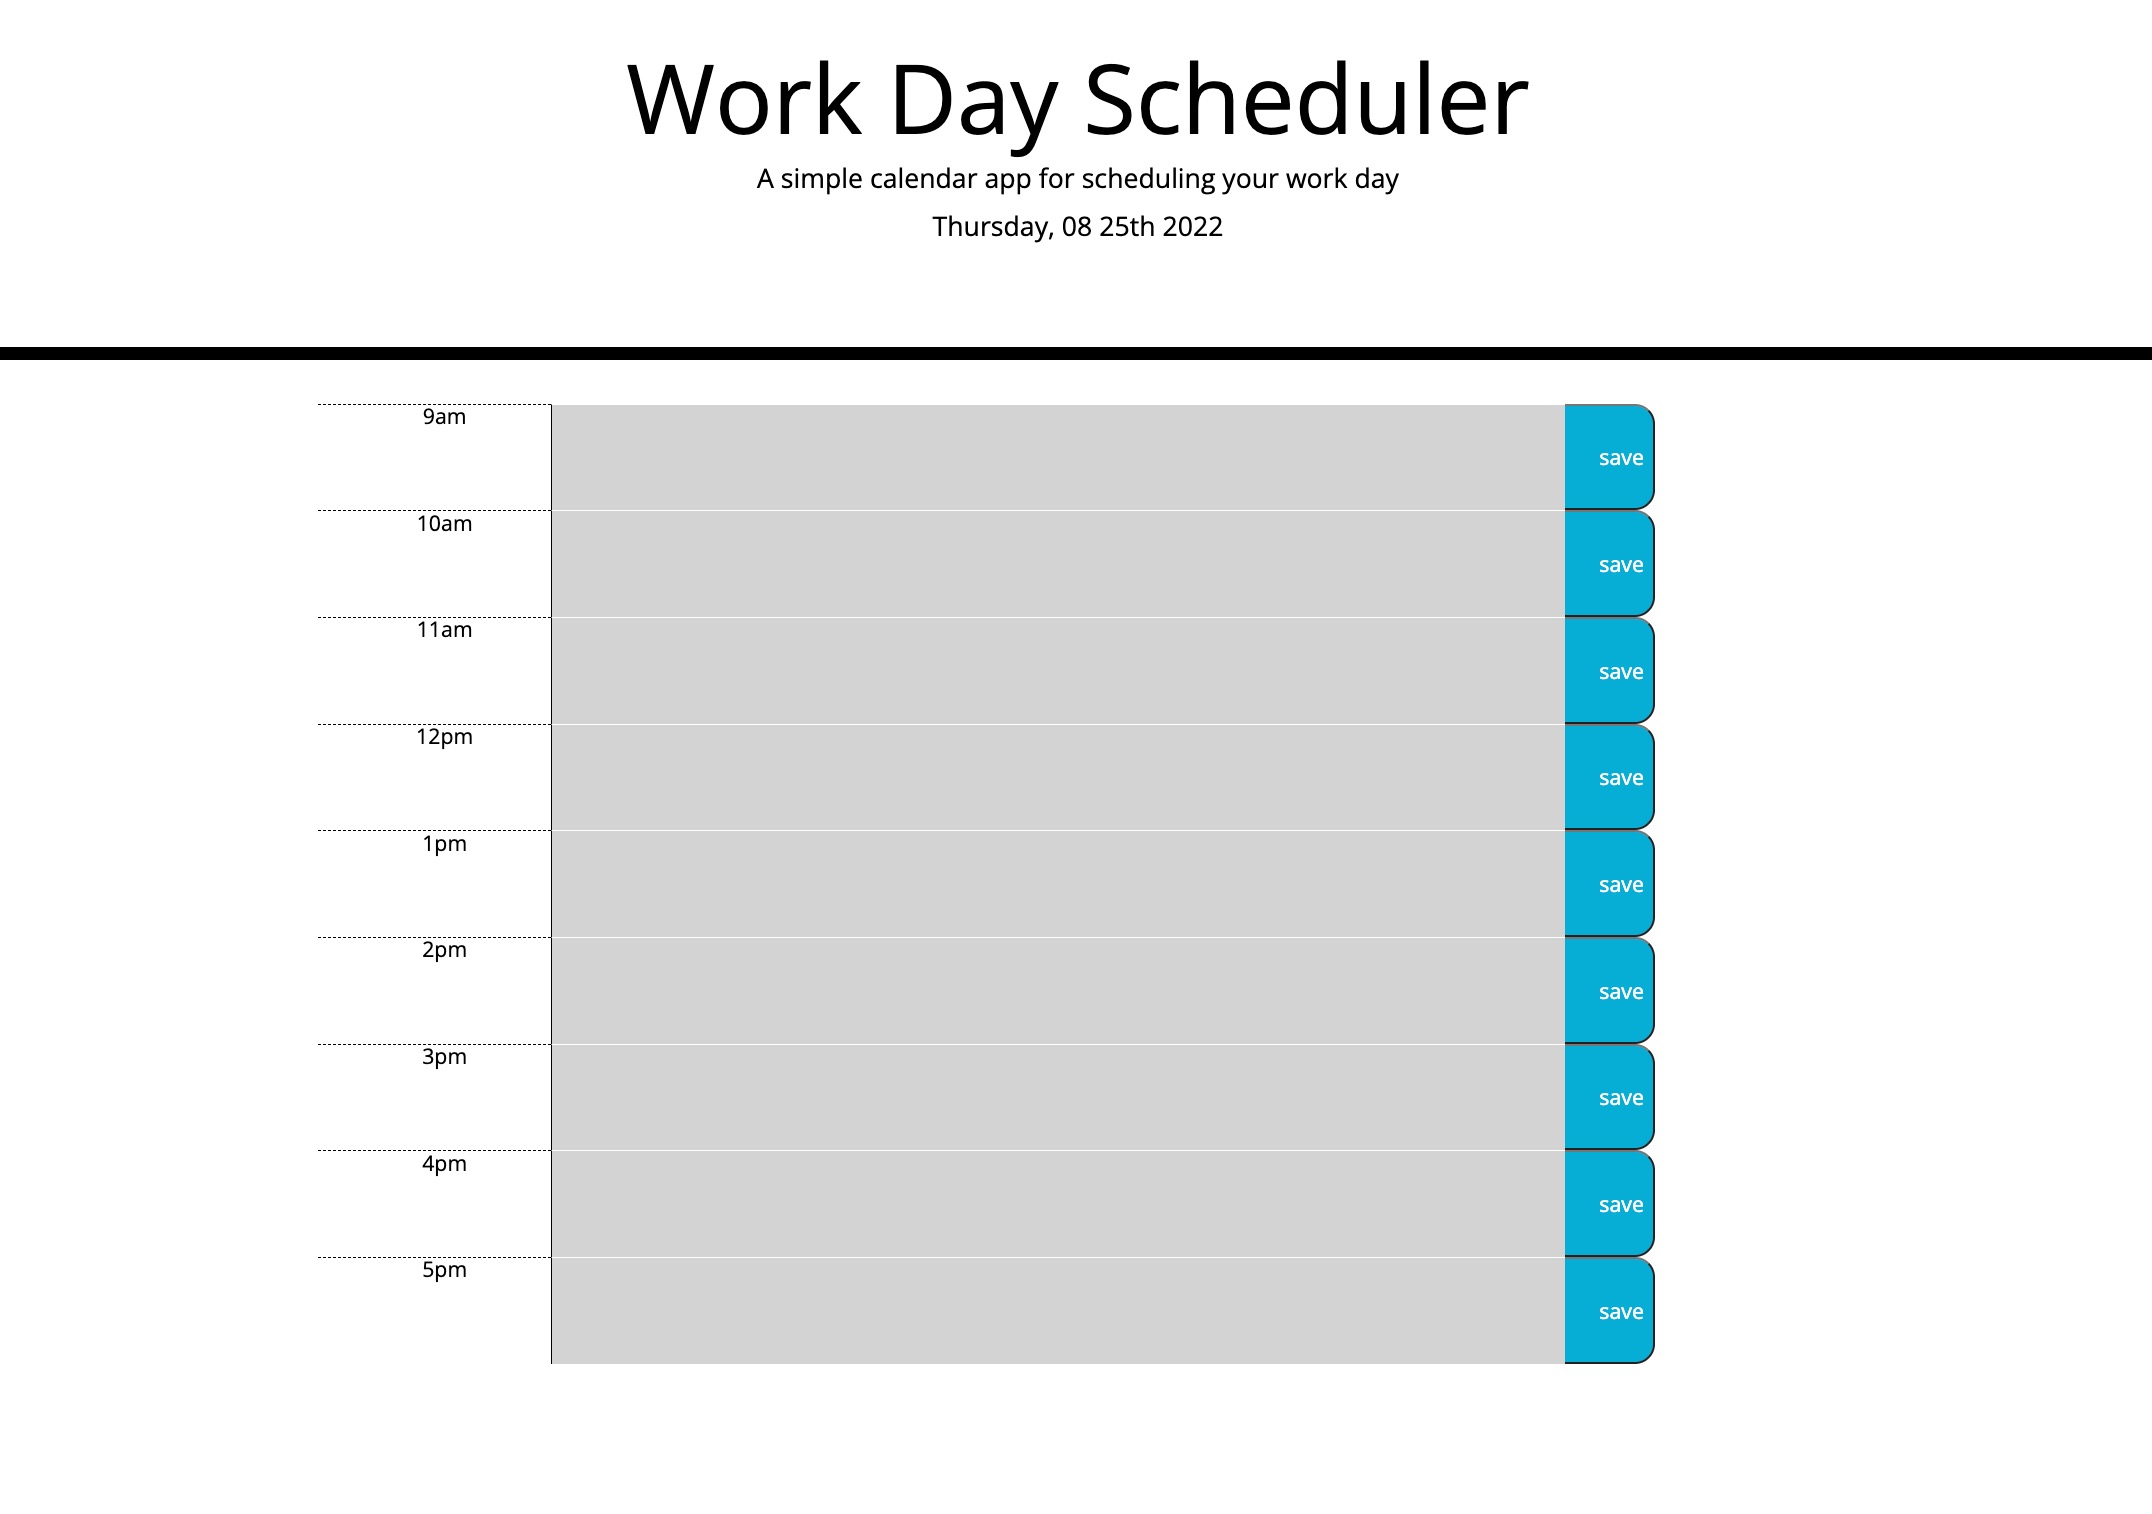 Work Day Scheduler
A simple calendar app for scheduling your work day
Thursday, 08 25th 2022
9am
save
10am
save
11am
save
12pm
save
1pm
save
2pm
save
3pm
save
4pm
save
5pm
save